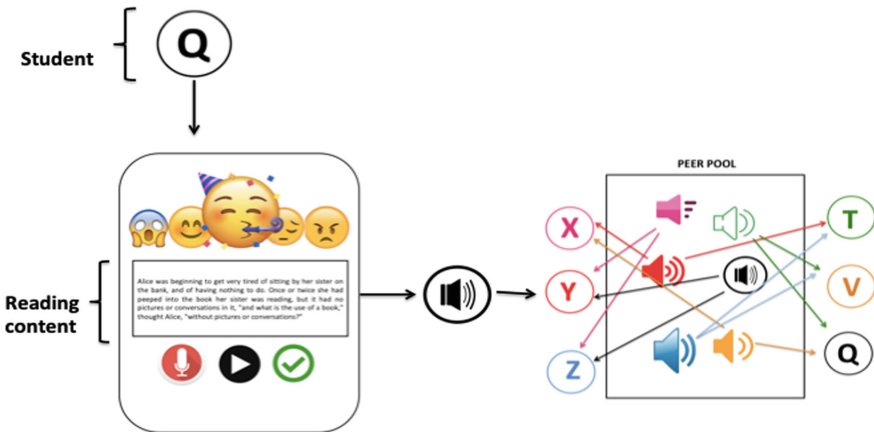 Student
Q
Reading
content
Alice was beginning to get very tired of sitting by her sister on
the bank, and of having nothing to do. Once or twice she had
peeped into the book her sister was reading, but it had no
pictures or conversations in it, "and what is the use of a book,"
thought Alice, "without pictures or conversations?"
PEER POOL
X
Y
Z
T
V
Q